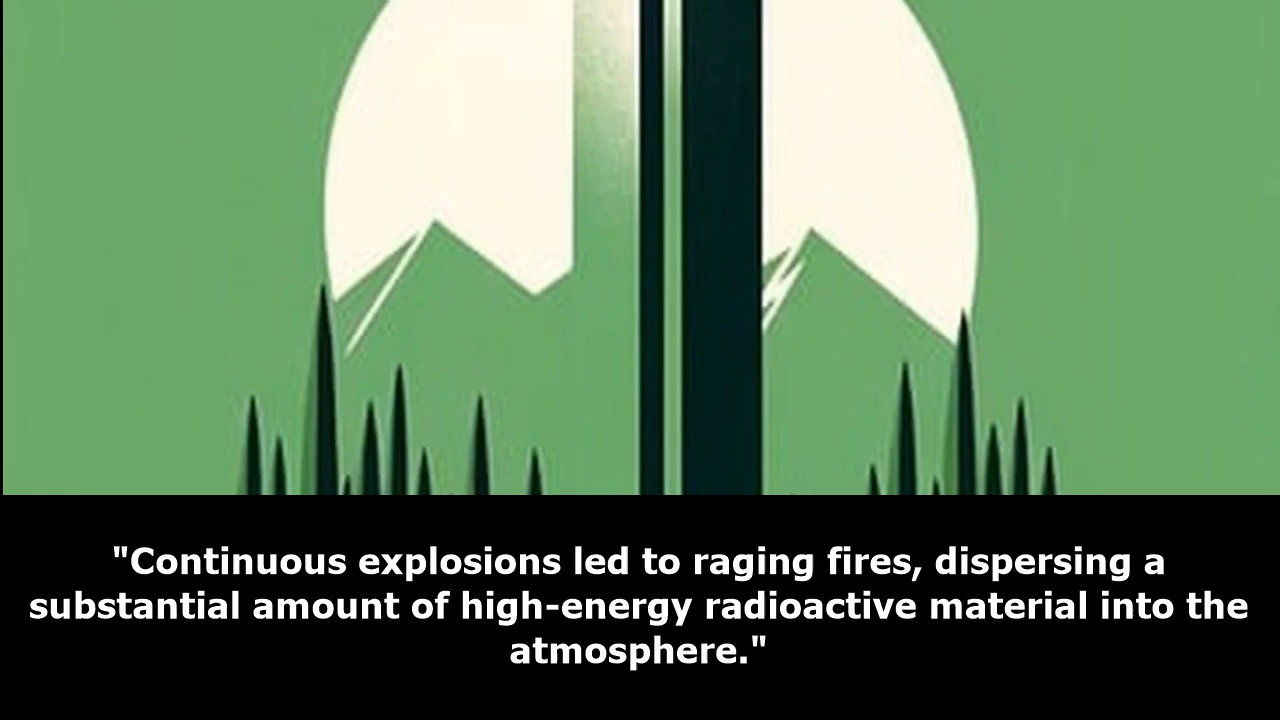 "Continuous explosions led to raging fires, dispersing a
substantial amount of high-energy radioactive material into the
atmosphere."